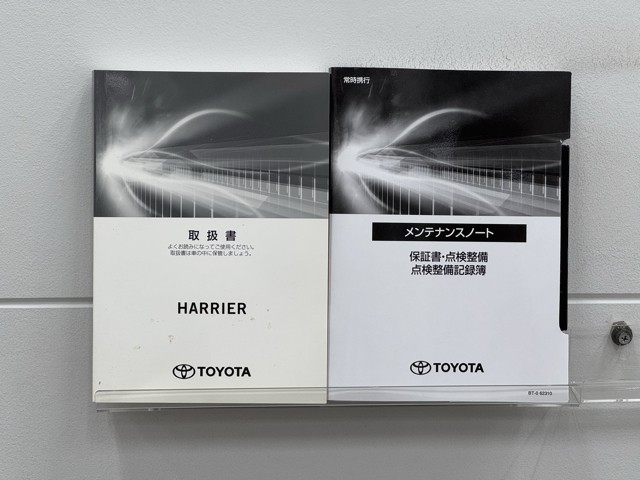 取扱書
よくお読みになってご使用ください。
取扱書は車の中に保管しましょう。
HARRIER
TOYOTA
常時携行
メンテナンスノート
保証書・点検整備
点検整備記録簿
TOYOTA